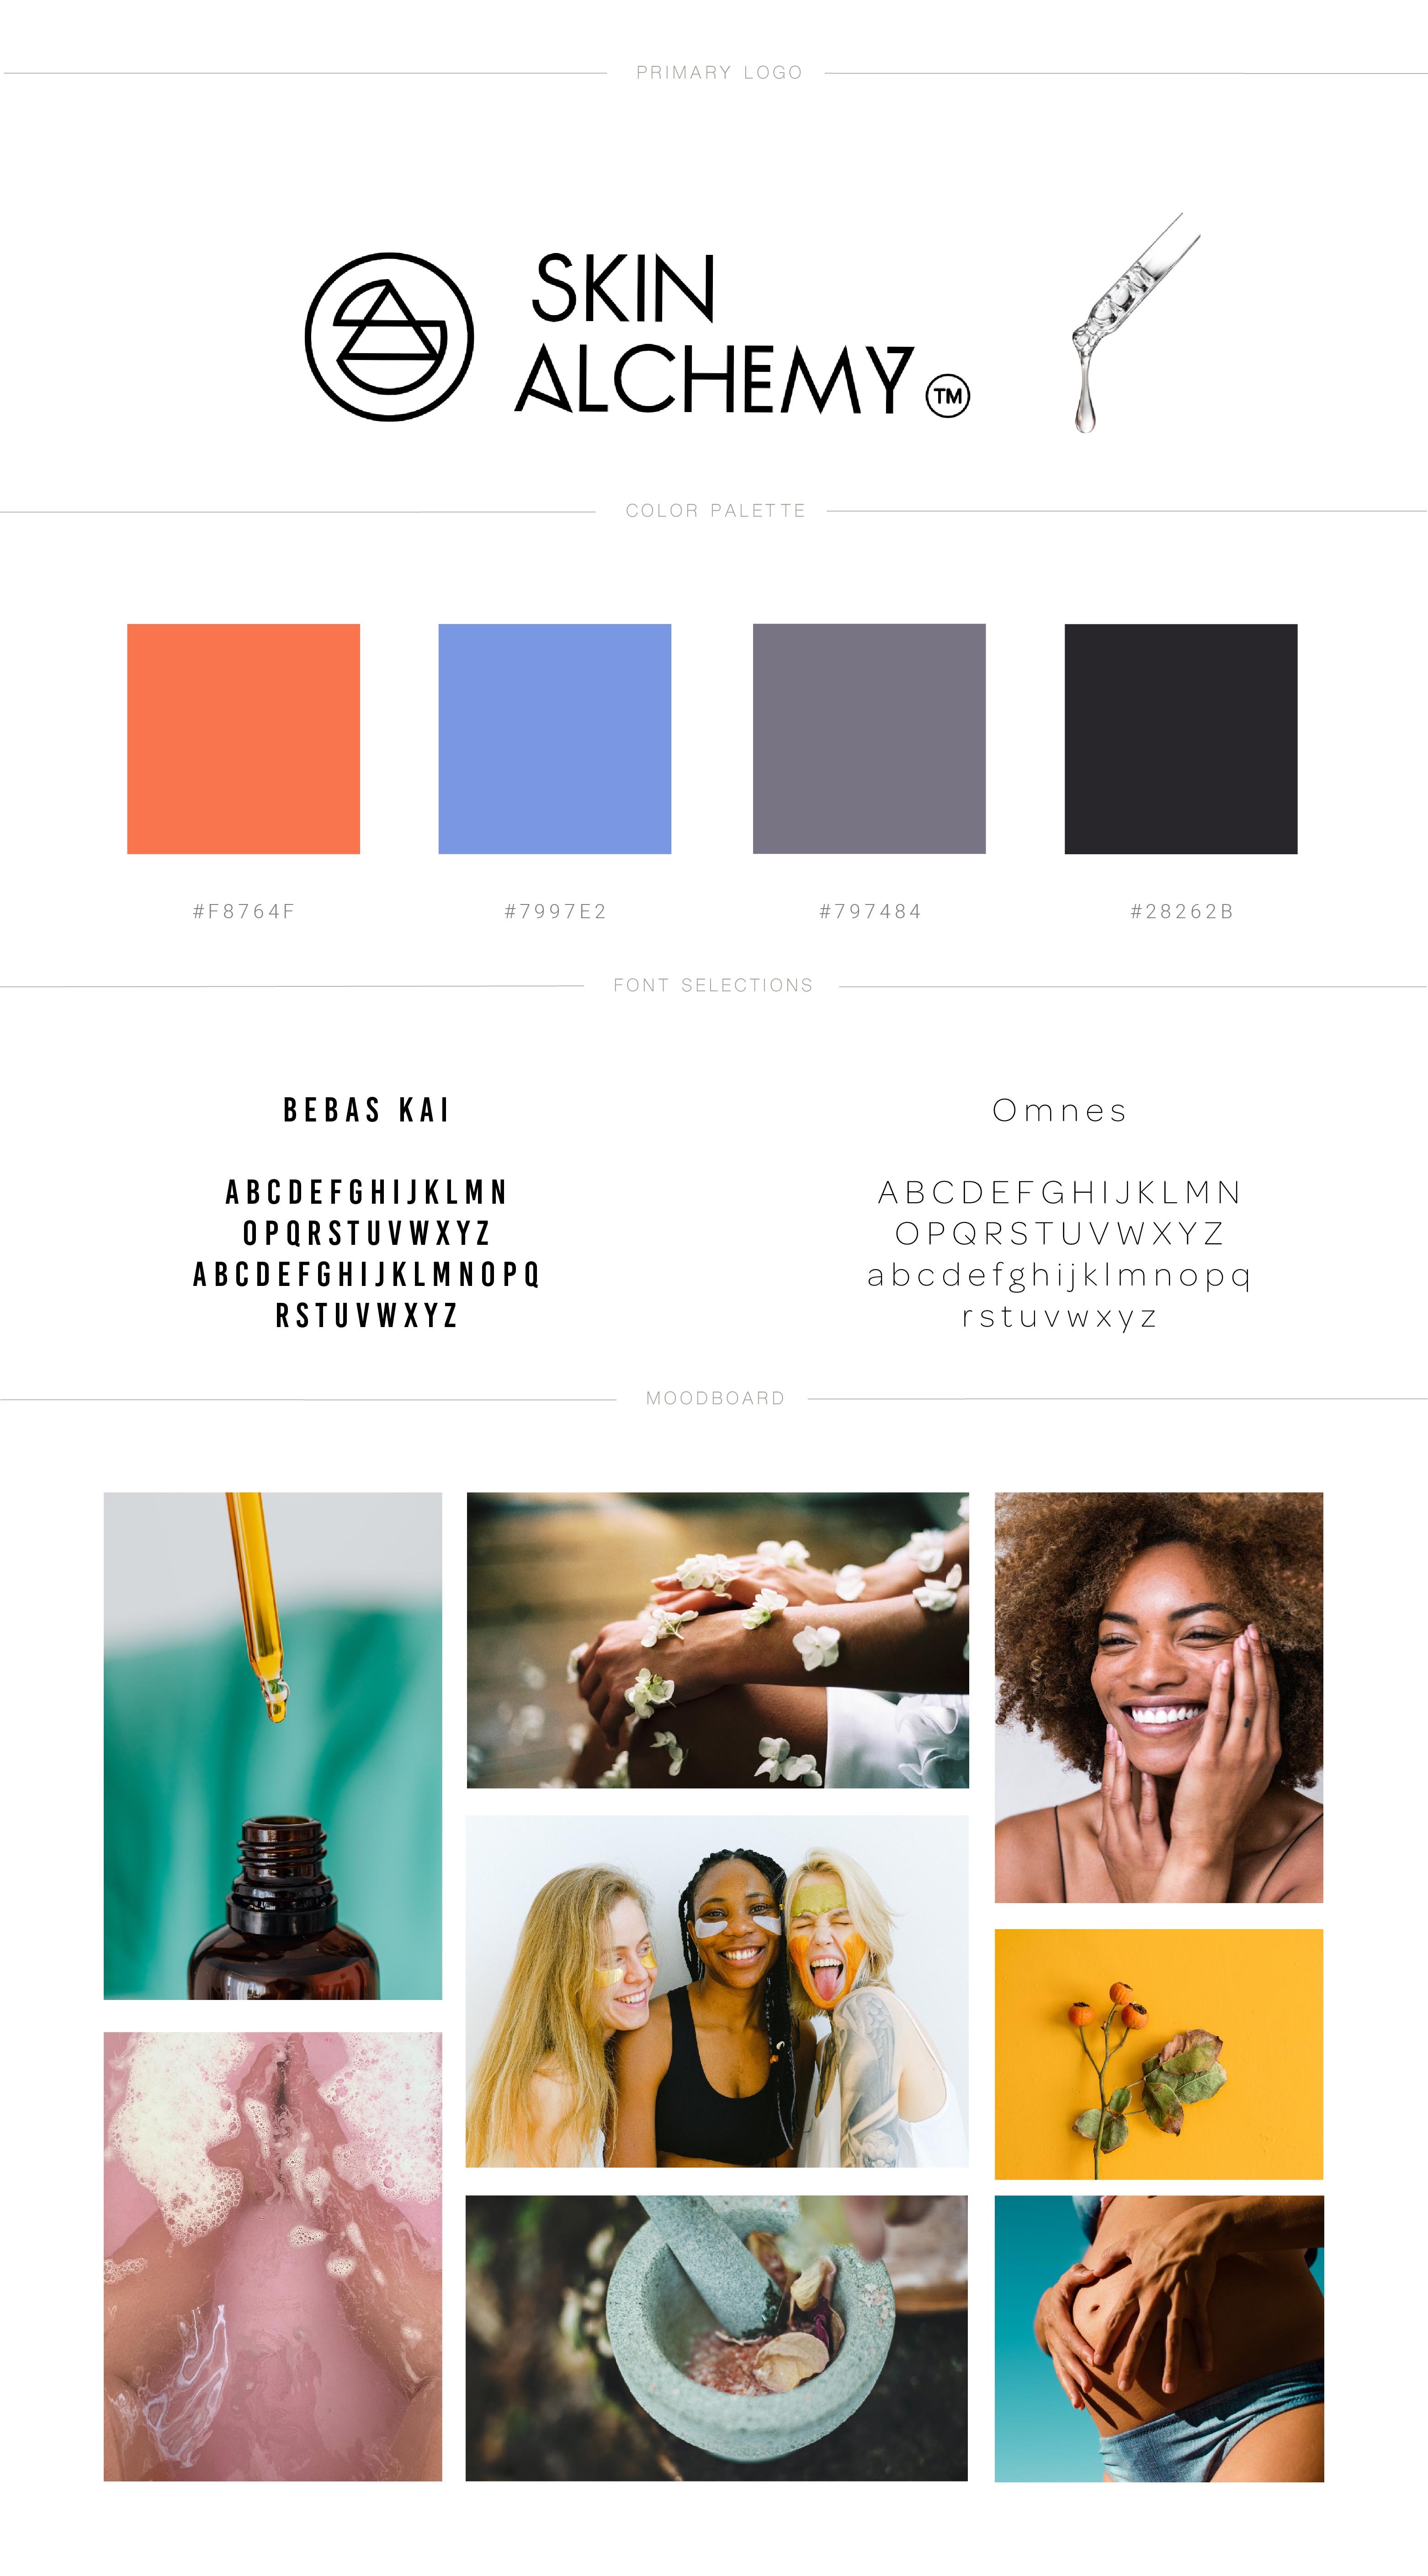 PRIMARY LOGO
SKIN
ALCHEMY TM
COLOR PALETTE
#F8764F #7997E2 #797484 #28262B
FONT SELECTIONS
BEBAS KAI
ABCDEFGHIJKLMN
OPQRSTUVWXYZ
ABCDEFGHIJKLMNOPQ
RSTUVWXYZ
Omnes
ABCDEFGHIJKLMN
OPQRSTUVWXYZ
abcdefghijklmnopq
rstuvwxyz
MOODBOARD